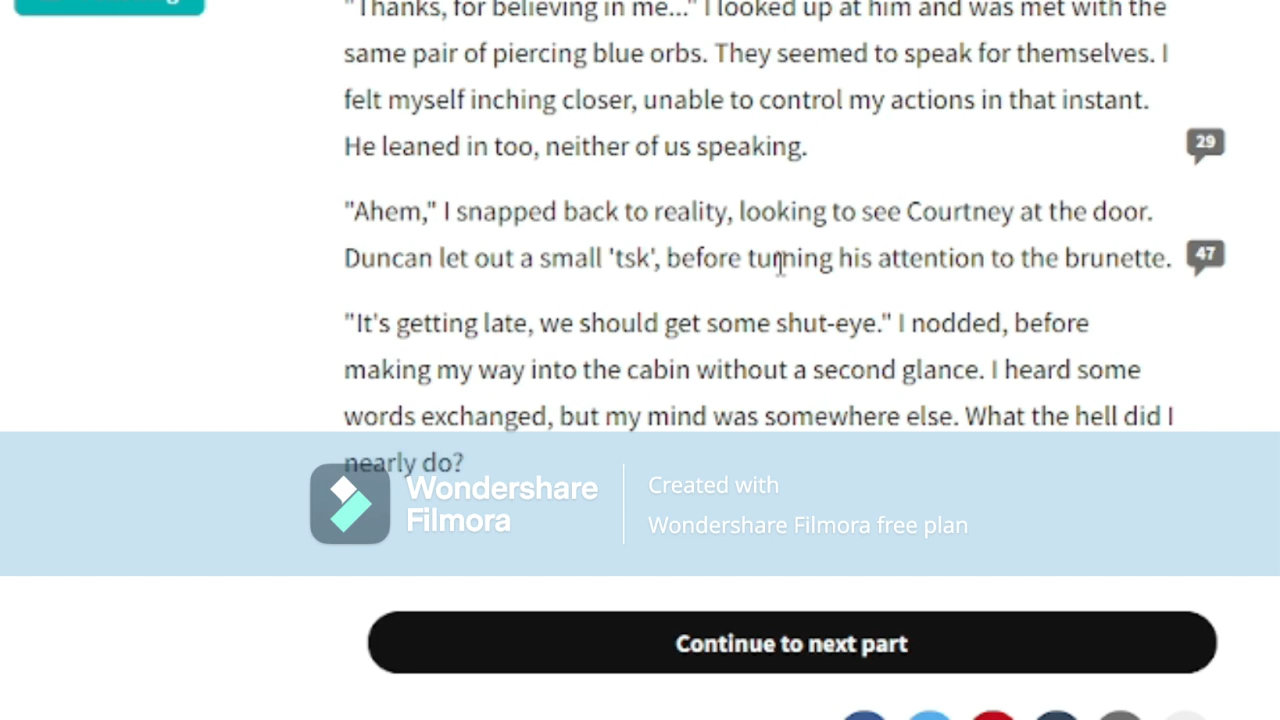 "Thanks, for believing in me..." I looked up at him and was met with the
same pair of piercing blue orbs. They seemed to speak for themselves. I
felt myself inching closer, unable to control my actions in that instant.
He leaned in too, neither of us speaking.
29
"Ahem," I snapped back to reality, looking to see Courtney at the door.
Duncan let out a small 'tsk', before turning his attention to the brunette.
47
"It's getting late, we should get some shut-eye." I nodded, before
making my way into the cabin without a second glance. I heard some
words exchanged, but my mind was somewhere else. What the hell did I
nearly do?
Wondershare
Filmora
Created with
Wondershare Filmora free plan
Continue to next part